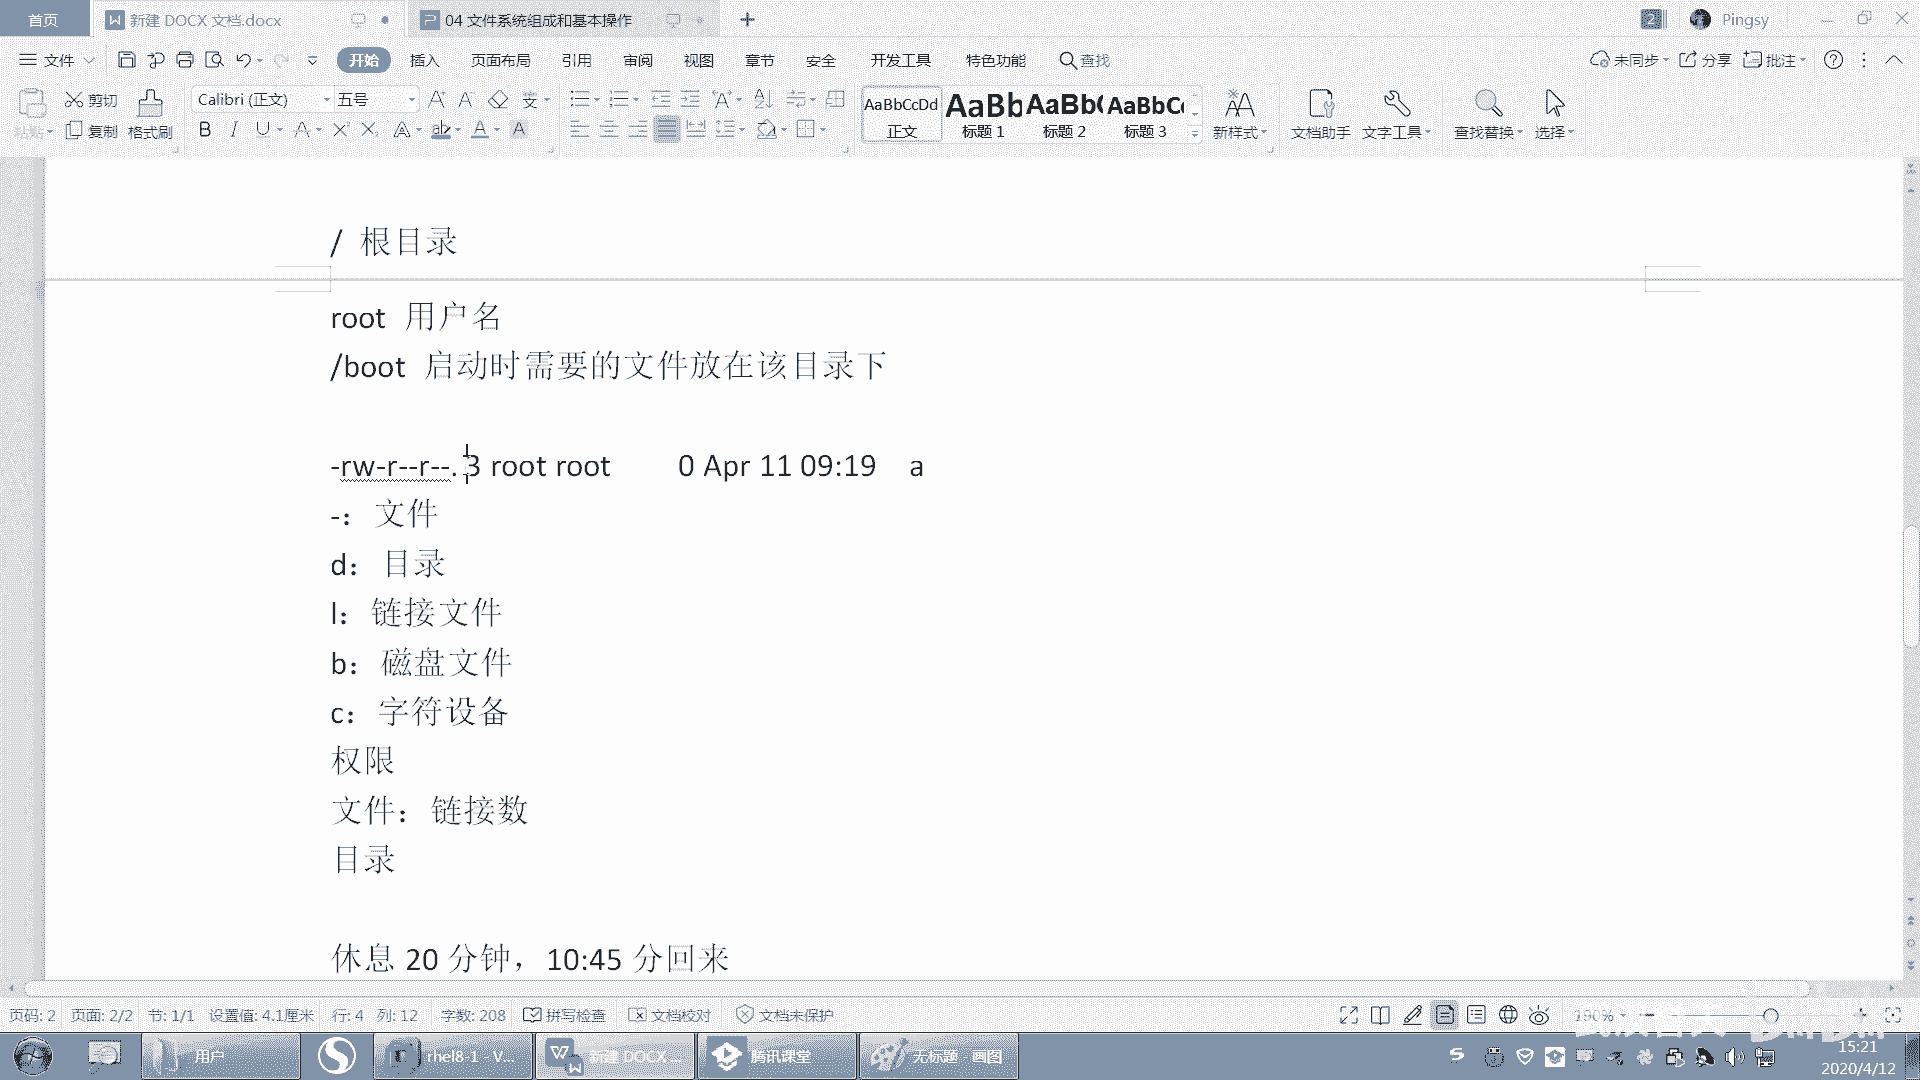 首页 新建 DOCX 文档.docx 04 文件系统组成和基本操作 + 2 Pingsy
文件 开始 插入 页面布局 引用 审阅 视图 章节 安全 开发工具 特色功能 查找 未同步 分享 批注
剪切 Calibri (正文) 五号 AaBbCcDd AaBb AaBb( AaBbC
粘贴 复制 格式刷 B I U 正文 标题 1 标题 2 标题 3 新样式 文档助手 文字工具 查找替换 选择
/ 根目录
root 用户名
/boot 启动时需要的文件放在该目录下
-rw-r--r--. 3 root root 0 Apr 11 09:19 a
-：文件
d：目录
l：链接文件
b：磁盘文件
c：字符设备
权限
文件：链接数
目录
休息 20 分钟，10:45 分回来
页码: 2 页面: 2/2 节: 1/1 设置值: 4.1厘米 行: 4 列: 12 字数: 208 拼写检查 文档校对 文档未保护 190%
用户 rhel8-1 - V... 新建 DOCX ... 腾讯课堂 无标题 - 画图 15:21
2020/4/12